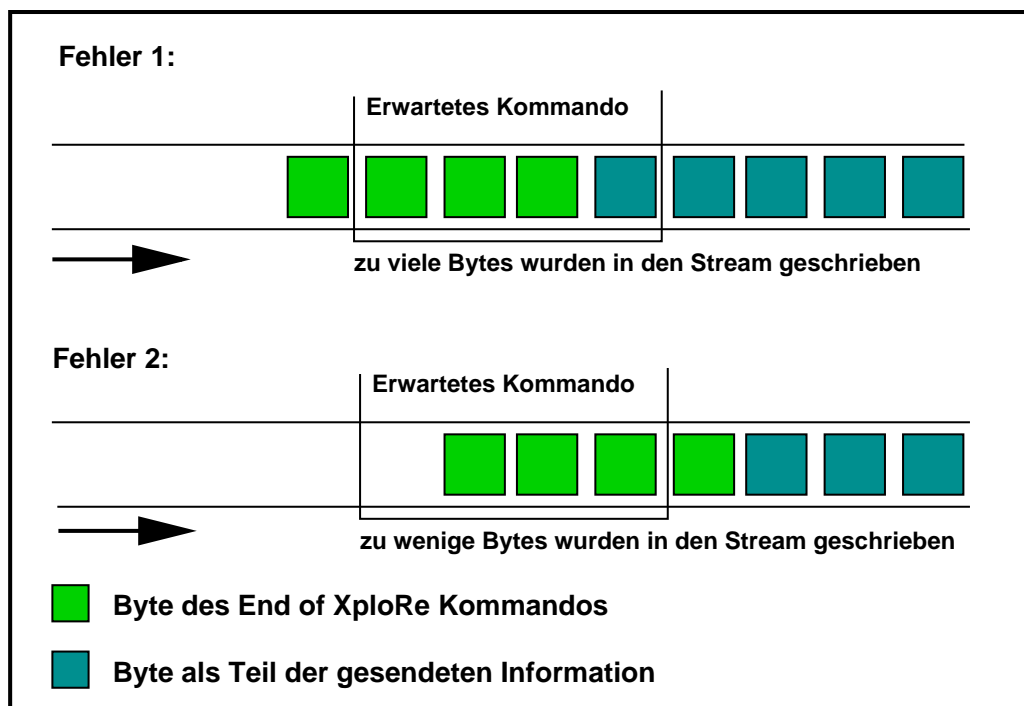 Fehler 1:
Erwartetes Kommando
zu viele Bytes wurden in den Stream geschrieben
Fehler 2:
Erwartetes Kommando
zu wenige Bytes wurden in den Stream geschrieben
Byte des End of XploRe Kommandos
Byte als Teil der gesendeten Information